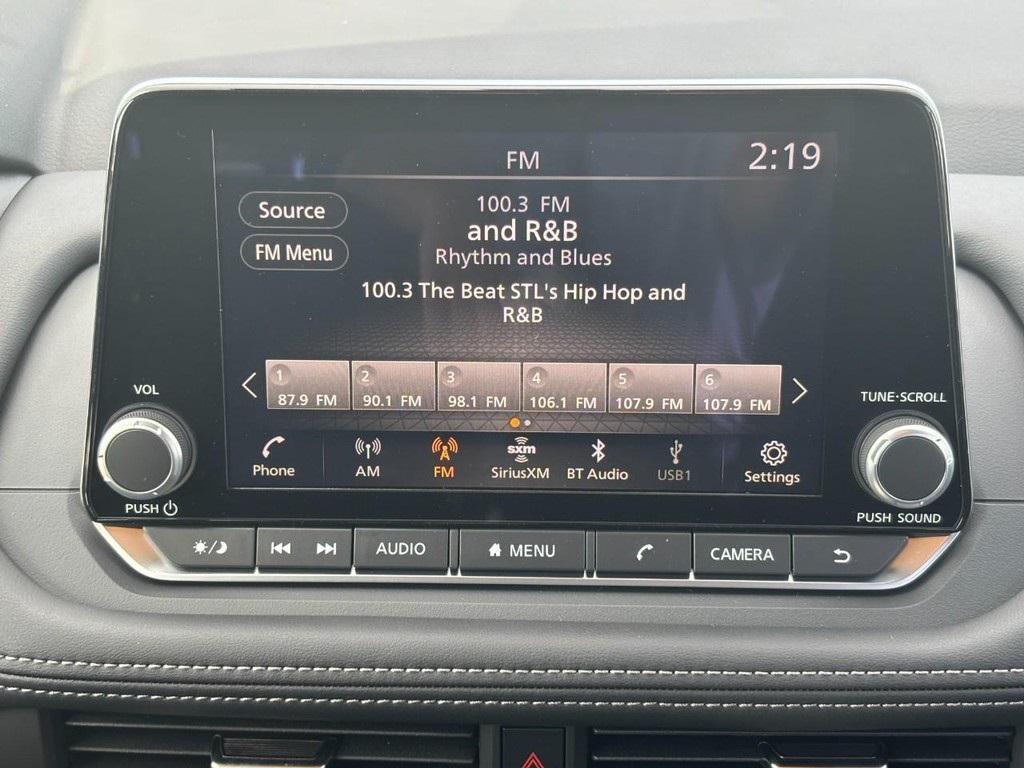 FM
2:19
Source
FM Menu
100.3 FM
and R&B
Rhythm and Blues
100.3 The Beat STL's Hip Hop and
R&B
1 2 3 4 5 6
87.9 FM 90.1 FM 98.1 FM 106.1 FM 107.9 FM 107.9 FM
VOL
PUSH
TUNE·SCROLL
PUSH SOUND
Phone AM FM sxm SiriusXM BT Audio USB1 Settings
AUDIO MENU CAMERA